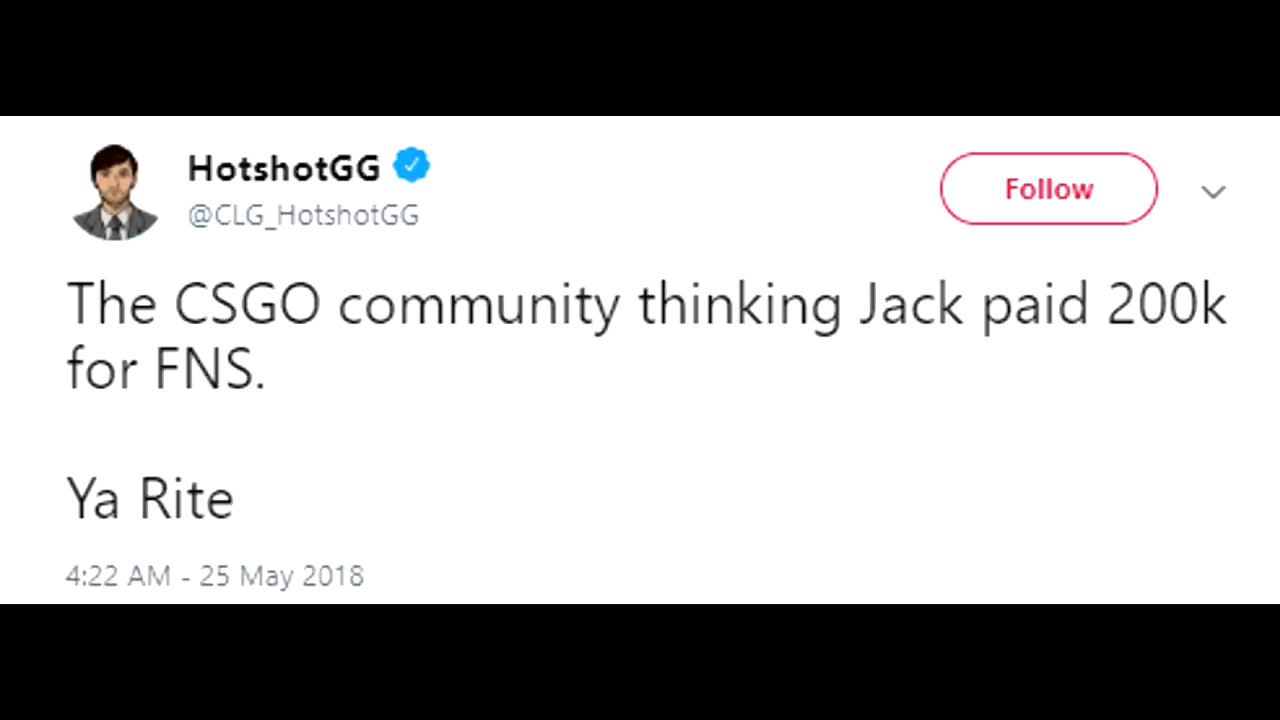 HotshotGG
@CLG_HotshotGG
Follow
The CSGO community thinking Jack paid 200k
for FNS.
Ya Rite
4:22 AM - 25 May 2018